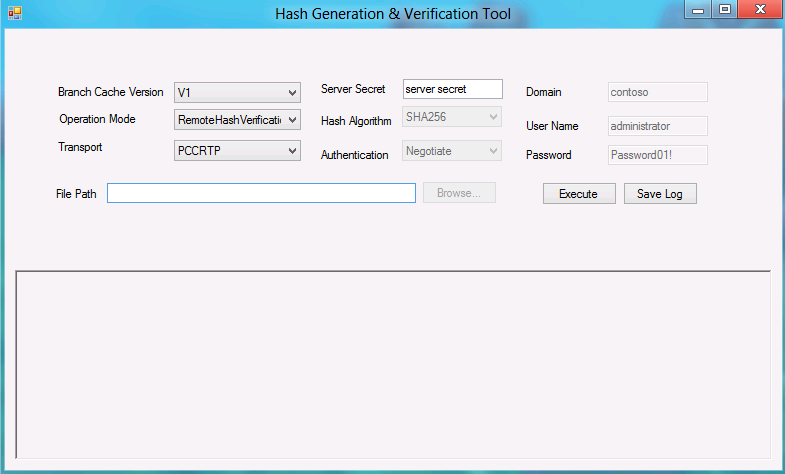 Hash Generation & Verification Tool
Branch Cache Version V1 Server Secret server secret Domain contoso
Operation Mode RemoteHashVerificati Hash Algorithm SHA256 User Name administrator
Transport PCCRTP Authentication Negotiate Password Password01!
File Path Browse... Execute Save Log